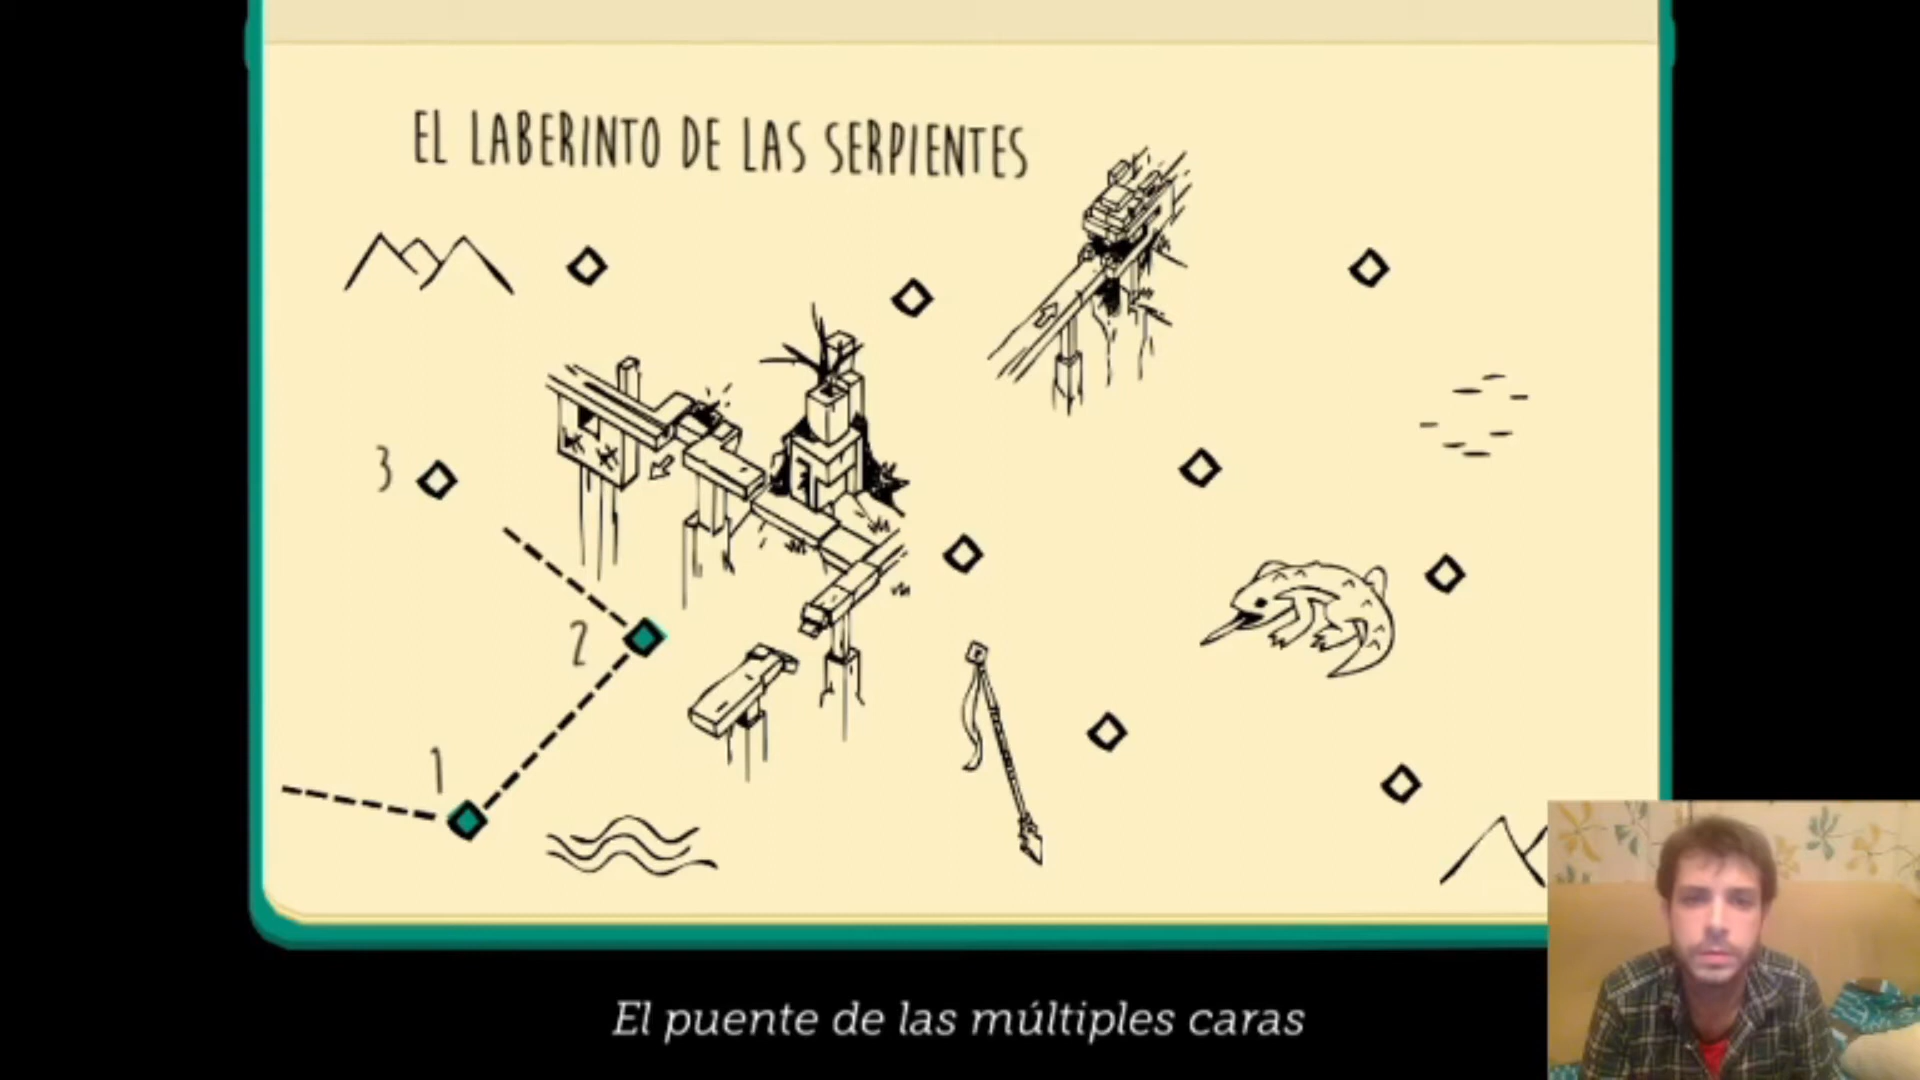 EL LABERINTO DE LAS SERPIENTES
3
2
1
El puente de las múltiples caras